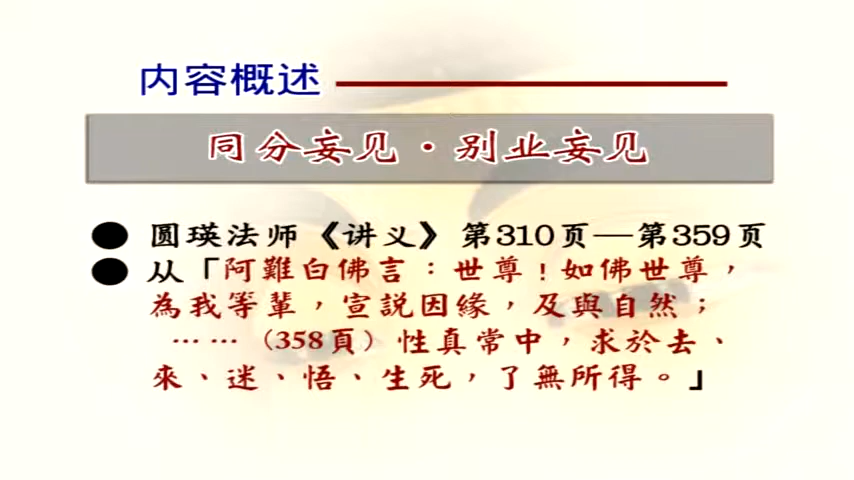 内容概述
同分妄见·别业妄见
● 圆瑛法师《讲义》第310页—第359页
● 从「阿難白佛言：世尊！如佛世尊，
為我等輩，宣説因緣，及與自然；
……（358頁）性真常中，求於去、
來、迷、悟、生死，了無所得。」